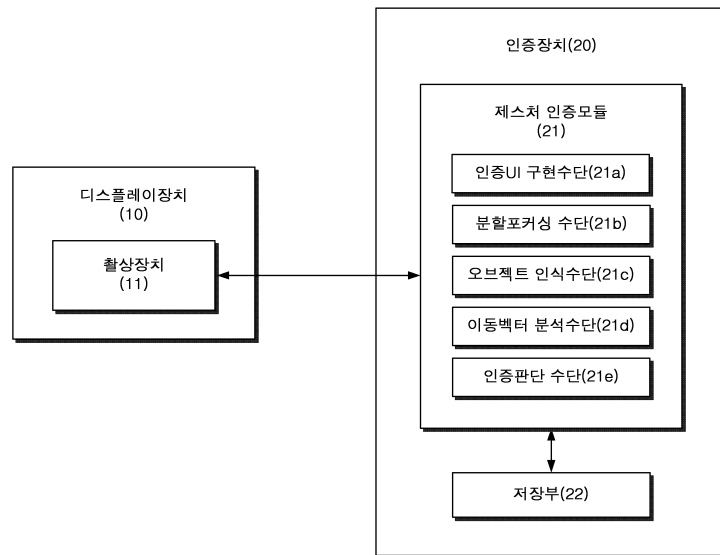 인증장치(20)
제스처 인증모듈
(21)
인증UI 구현수단(21a)
분할포커싱 수단(21b)
오브젝트 인식수단(21c)
이동벡터 분석수단(21d)
인증판단 수단(21e)
디스플레이장치
(10)
촬상장치
(11)
저장부(22)